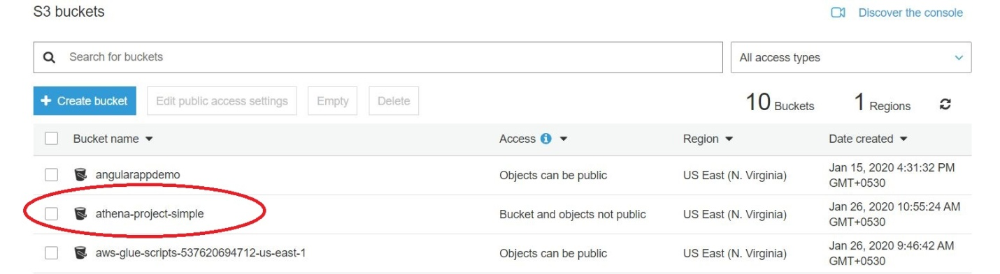 S3 buckets
Discover the console
Search for buckets
All access types
Create bucket
Edit public access settings
Empty
Delete
10 Buckets
1 Regions
Bucket name
Access
Region
Date created
angularappdemo
Objects can be public
US East (N. Virginia)
Jan 15, 2020 4:31:32 PM
GMT+0530
athena-project-simple
Bucket and objects not public
US East (N. Virginia)
Jan 26, 2020 10:55:24 AM
GMT+0530
aws-glue-scripts-537620694712-us-east-1
Objects can be public
US East (N. Virginia)
Jan 26, 2020 9:46:42 AM
GMT+0530